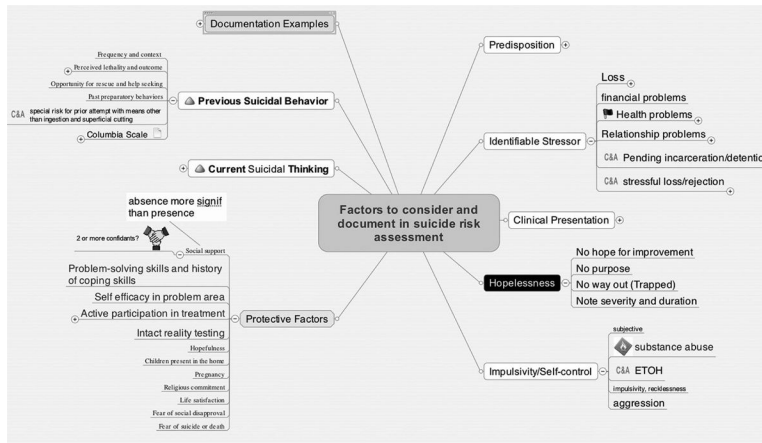 Documentation Examples
Frequency and context
Perceived lethality and outcome
Opportunity for rescue and help seeking
Past preparatory behaviors
C&A special risk for prior attempt with means other
than ingestion and superficial cutting
Columbia Scale
Previous Suicidal Behavior
Current Suicidal Thinking
absence more signif
than presence
2 or more confidants?
Social support
Problem-solving skills and history
of coping skills
Self efficacy in problem area
Active participation in treatment
Intact reality testing
Hopefulness
Children present in the home
Pregnancy
Religious commitment
Life satisfaction
Fear of social disapproval
Fear of suicide or death
Protective Factors
Factors to consider and
document in suicide risk
assessment
Predisposition
Identifiable Stressor
Loss
financial problems
Health problems
Relationship problems
C&A Pending incarceration/detentio
C&A stressful loss/rejection
Clinical Presentation
Hopelessness
No hope for improvement
No purpose
No way out (Trapped)
Note severity and duration
Impulsivity/Self-control
subjective
substance abuse
C&A ETOH
impulsivity, recklessness
aggression